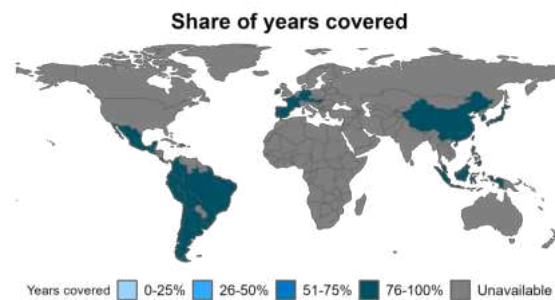 Share of years covered
Years covered 0-25% 26-50% 51-75% 76-100% Unavailable